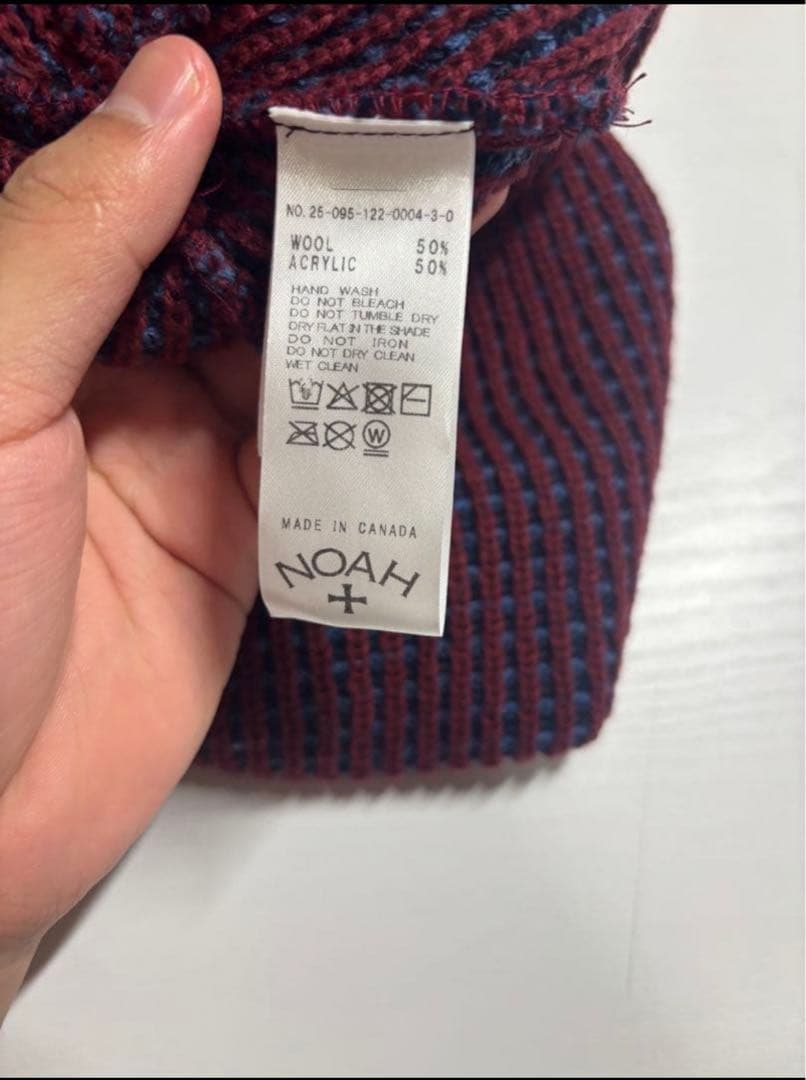 NO. 25-095-122-0004-3-0
WOOL 50%
ACRYLIC 50%
HAND WASH
DO NOT BLEACH
DO NOT TUMBLE DRY
DRY FLAT IN THE SHADE
DO NOT IRON
DO NOT DRY CLEAN
WET CLEAN
W
MADE IN CANADA
NOAH